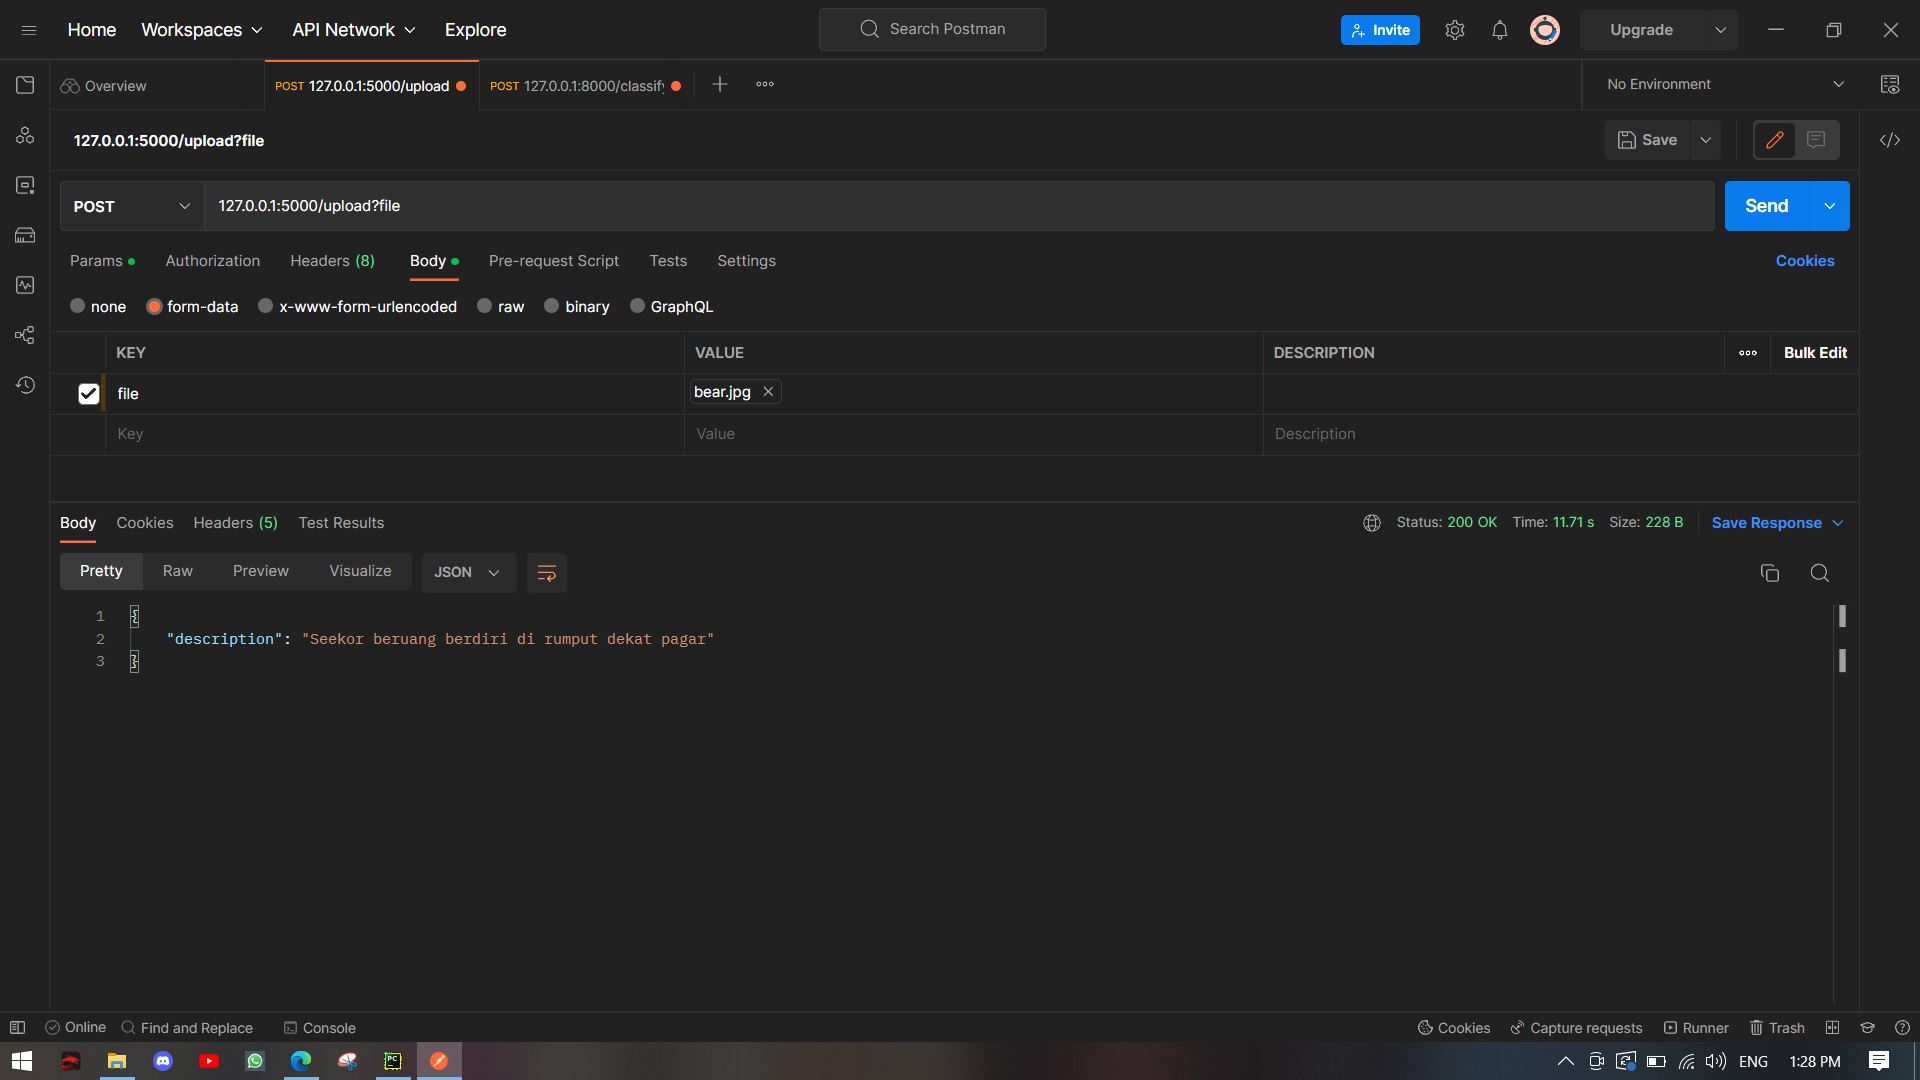 Home Workspaces API Network Explore Search Postman Invite Upgrade
Overview POST 127.0.0.1:5000/upload POST 127.0.0.1:8000/classify No Environment
127.0.0.1:5000/upload?file Save
POST 127.0.0.1:5000/upload?file Send
Params Authorization Headers (8) Body Pre-request Script Tests Settings Cookies
none form-data x-www-form-urlencoded raw binary GraphQL
KEY VALUE DESCRIPTION Bulk Edit
file bear.jpg
Key Value Description
Body Cookies Headers (5) Test Results Status: 200 OK Time: 11.71 s Size: 228 B Save Response
Pretty Raw Preview Visualize JSON
1 {
2 "description": "Seekor beruang berdiri di rumput dekat pagar"
3 }
Online Find and Replace Console Cookies Capture requests Runner Trash
PC ENG 1:28 PM